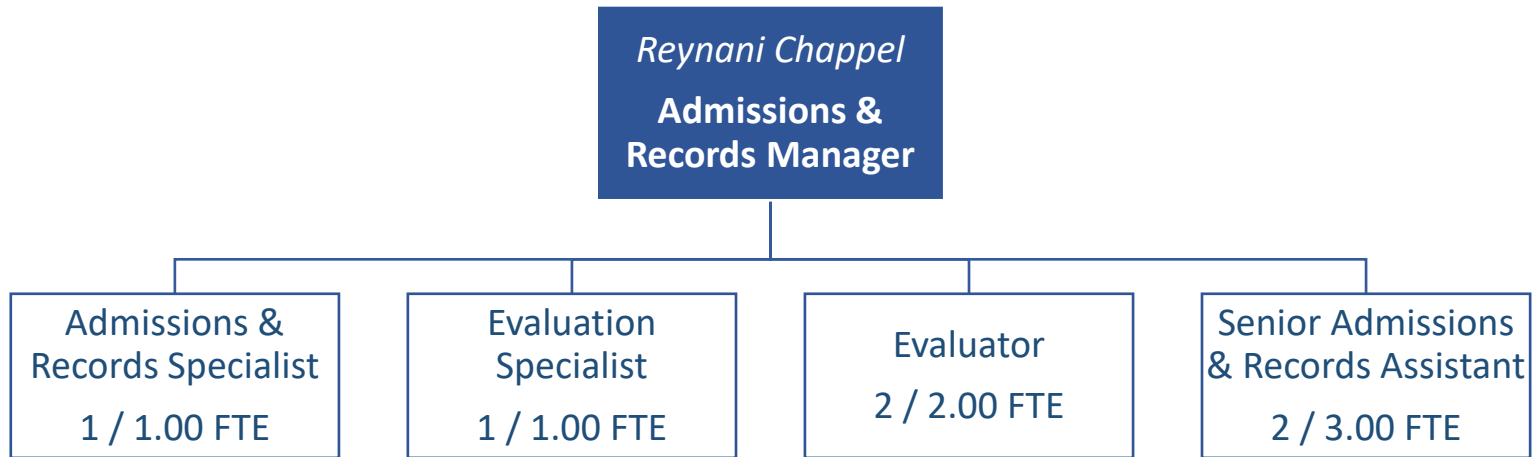 Reynani Chappel
Admissions &
Records Manager
Admissions &
Records Specialist
1 / 1.00 FTE
Evaluation
Specialist
1 / 1.00 FTE
Evaluator
2 / 2.00 FTE
Senior Admissions
& Records Assistant
2 / 3.00 FTE